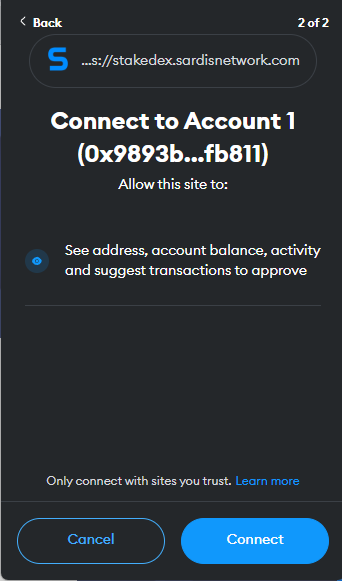 Back
2 of 2
...s://stakedex.sardisnetwork.com
Connect to Account 1
(0x9893b...fb811)
Allow this site to:
See address, account balance, activity
and suggest transactions to approve
Only connect with sites you trust. Learn more
Cancel
Connect